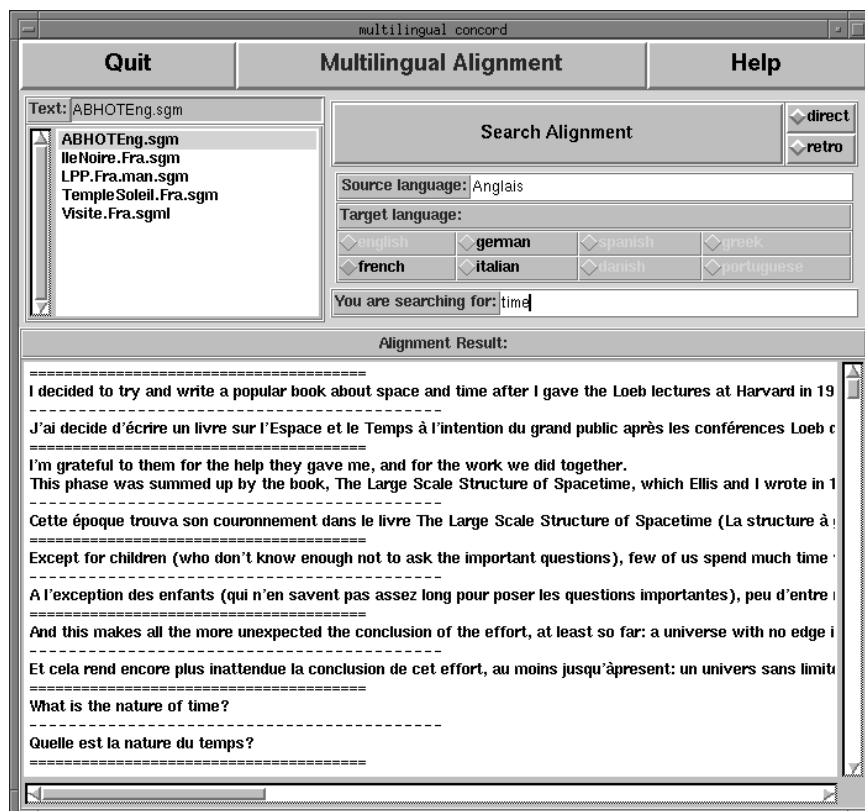 multilingual concord
Quit Multilingual Alignment Help
Text: ABHOTEng.sgm
ABHOTEng.sgm
IleNoire.Fra.sgm
LPP.Fra.man.sgm
TempleSoleil.Fra.sgm
Visite.Fra.sgml
Search Alignment
direct
retro
Source language: Anglais
Target language:
english german spanish greek
french italian danish portuguese
You are searching for: time
Alignment Result:
=======================================
I decided to try and write a popular book about space and time after I gave the Loeb lectures at Harvard in 19
- - - - - - - - - - - - - - - - - - - - - - - - - - - - - - - - - - - - - - -
J'ai decide d'écrire un livre sur l'Espace et le Temps à l'intention du grand public après les conférences Loeb
=======================================
I'm grateful to them for the help they gave me, and for the work we did together.
This phase was summed up by the book, The Large Scale Structure of Spacetime, which Ellis and I wrote in 1
- - - - - - - - - - - - - - - - - - - - - - - - - - - - - - - - - - - - - - -
Cette époque trouva son couronnement dans le livre The Large Scale Structure of Spacetime (La structure à
=======================================
Except for children (who don't know enough not to ask the important questions), few of us spend much time
- - - - - - - - - - - - - - - - - - - - - - - - - - - - - - - - - - - - - - -
A l'exception des enfants (qui n'en savent pas assez long pour poser les questions importantes), peu d'entre
=======================================
And this makes all the more unexpected the conclusion of the effort, at least so far: a universe with no edge i
- - - - - - - - - - - - - - - - - - - - - - - - - - - - - - - - - - - - - - -
Et cela rend encore plus inattendue la conclusion de cet effort, au moins jusqu'àpresent: un univers sans limite
=======================================
What is the nature of time?
- - - - - - - - - - - - - - - - - - - - - - - - - - - - - - - - - - - - - - -
Quelle est la nature du temps?
=======================================